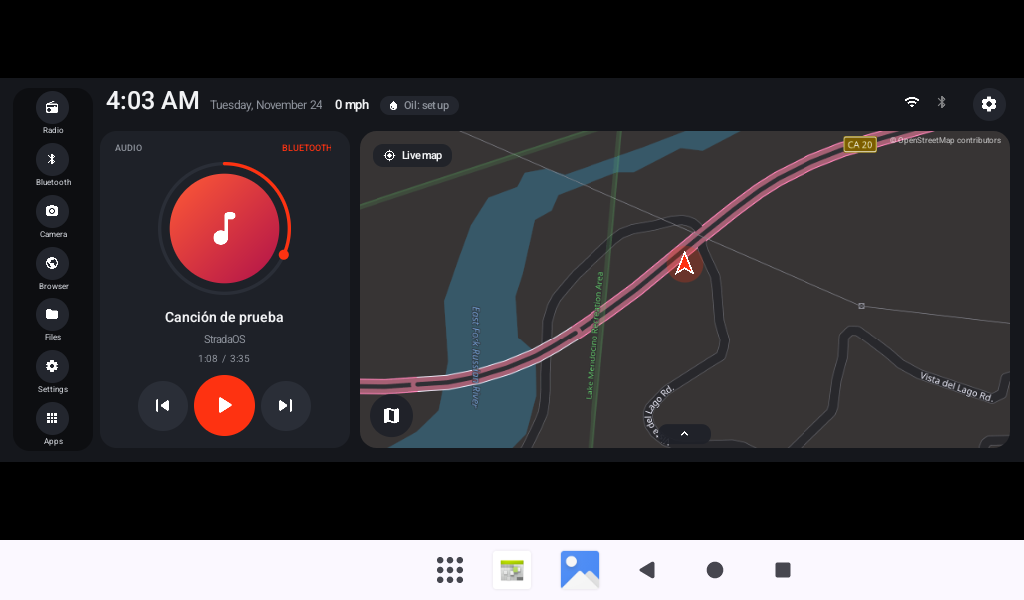 4:03 AM Tuesday, November 24 0 mph Oil: set up
Radio
Bluetooth
Camera
Browser
Files
Settings
Apps
AUDIO BLUETOOTH
Canción de prueba
StradaOS
1:08 / 3:35
Live map
CA 20
© OpenStreetMap contributors
East Fork Russian River
Lake Mendocino Recreation Area
Vista del Lago Rd.
del Lago Rd.